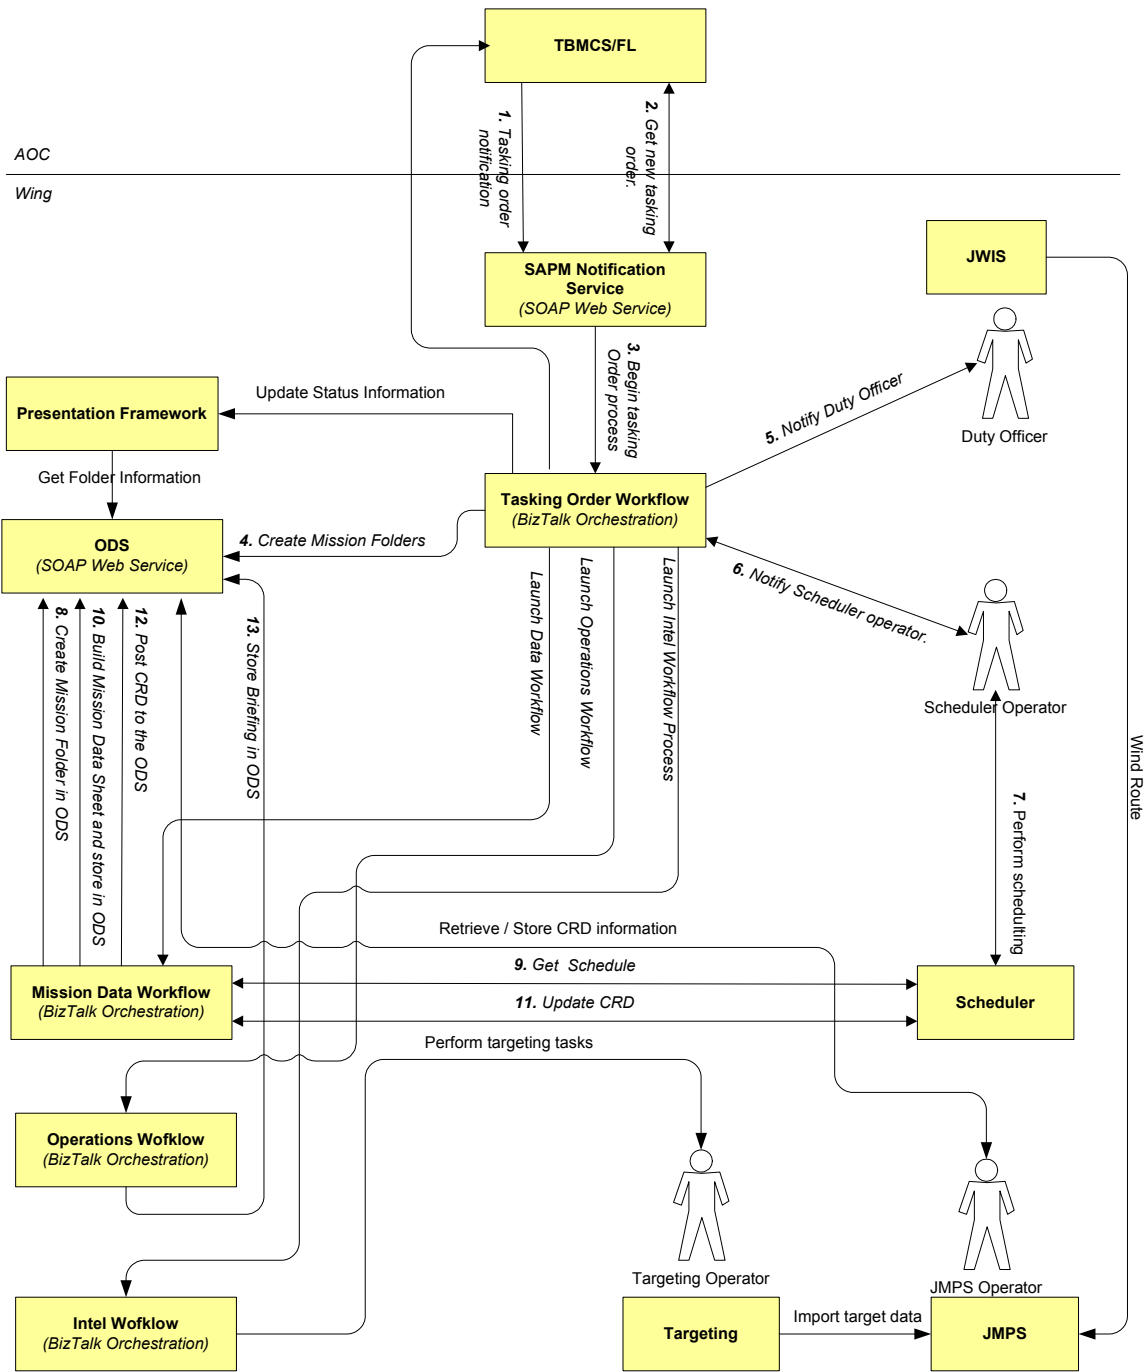 TBMCS/FL
1. Tasking order
notification
2. Get new tasking
order.
AOC
Wing
SAPM Notification
Service
(SOAP Web Service)
JWIS
3. Begin tasking
Order process
Update Status Information
Presentation Framework
5. Notify Duty Officer
Duty Officer
Get Folder Information
Tasking Order Workflow
(BizTalk Orchestration)
ODS
(SOAP Web Service)
4. Create Mission Folders
6. Notify Scheduler operator.
Launch Data Workflow
Launch Operations Workflow
Launch Intel Workflow Process
8. Create Mission Folder in ODS
10. Build Mission Data Sheet and store in ODS
12. Post CRD to the ODS
13. Store Briefing in ODS
Scheduler Operator
Wind Route
7. Perform schedulting
Retrieve / Store CRD information
9. Get  Schedule
Mission Data Workflow
(BizTalk Orchestration)
Scheduler
11. Update CRD
Perform targeting tasks
Operations Wofklow
(BizTalk Orchestration)
Targeting Operator
JMPS Operator
Intel Wofklow
(BizTalk Orchestration)
Targeting
Import target data
JMPS